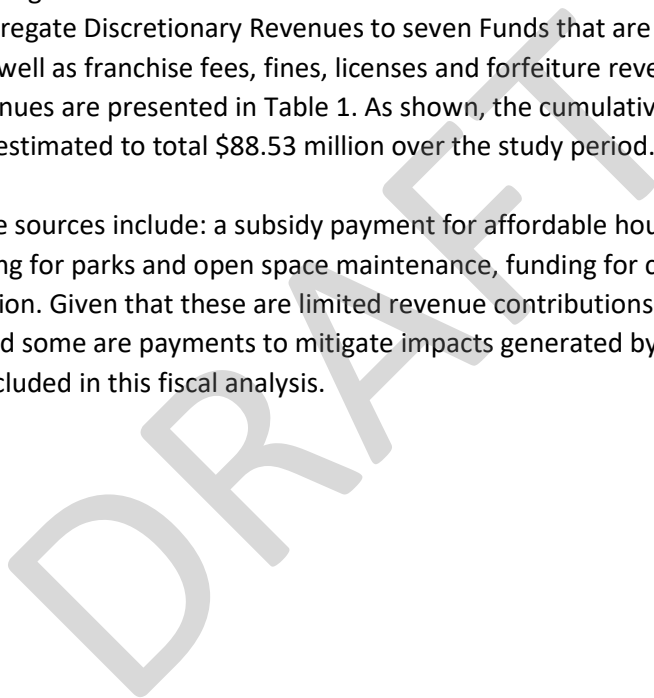 regate Discretionary Revenues to seven Funds that are
well as franchise fees, fines, licenses and forfeiture reve
nues are presented in Table 1. As shown, the cumulativ
estimated to total $88.53 million over the study period.
e sources include: a subsidy payment for affordable hou
ng for parks and open space maintenance, funding for c
ion. Given that these are limited revenue contributions
d some are payments to mitigate impacts generated by
cluded in this fiscal analysis.
DRAFT